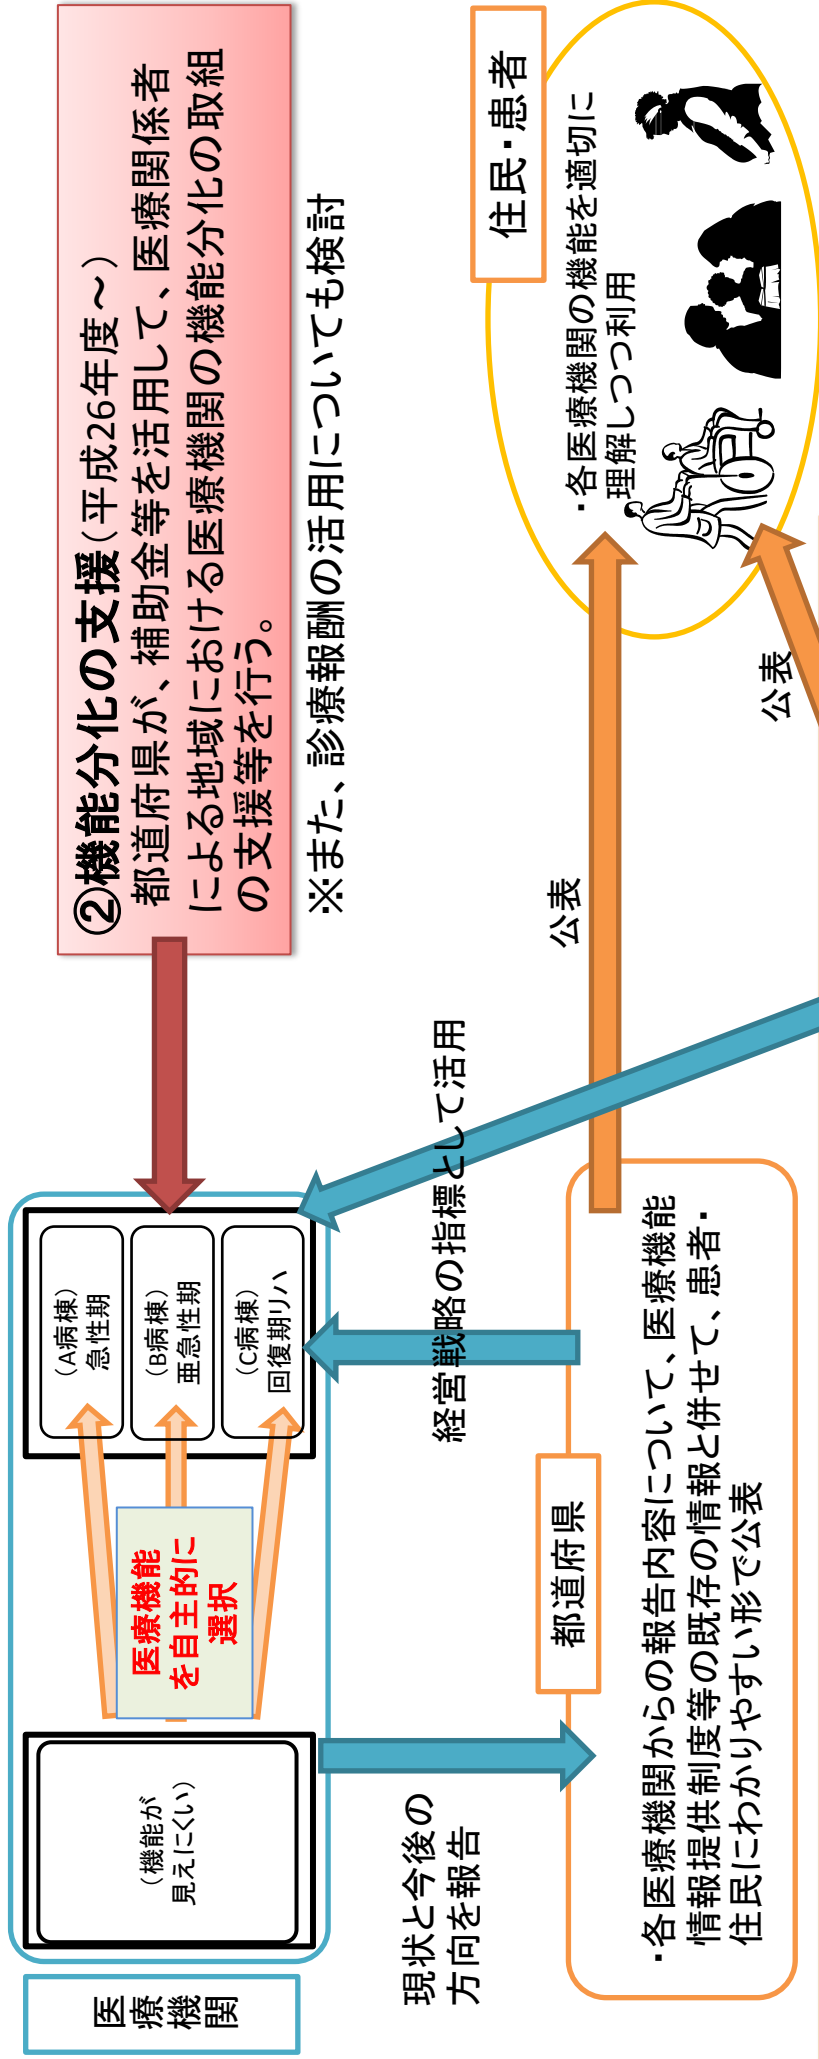 医療機関
（機能が
見えにくい）
医療機能
を自主的に
選択
（A病棟）
急性期
（B病棟）
亜急性期
（C病棟）
回復期リハ
②機能分化の支援（平成26年度～）
都道府県が、補助金等を活用して、医療関係者
による地域における医療機関の機能分化の取組
の支援等を行う。
※また、診療報酬の活用についても検討
現状と今後の
方向を報告
経営戦略の指標として活用
都道府県
・各医療機関からの報告内容について、医療機能
情報提供制度等の既存の情報と併せて、患者・
住民にわかりやすい形で公表
公表
公表
住民・患者
・各医療機関の機能を適切に
理解しつつ利用